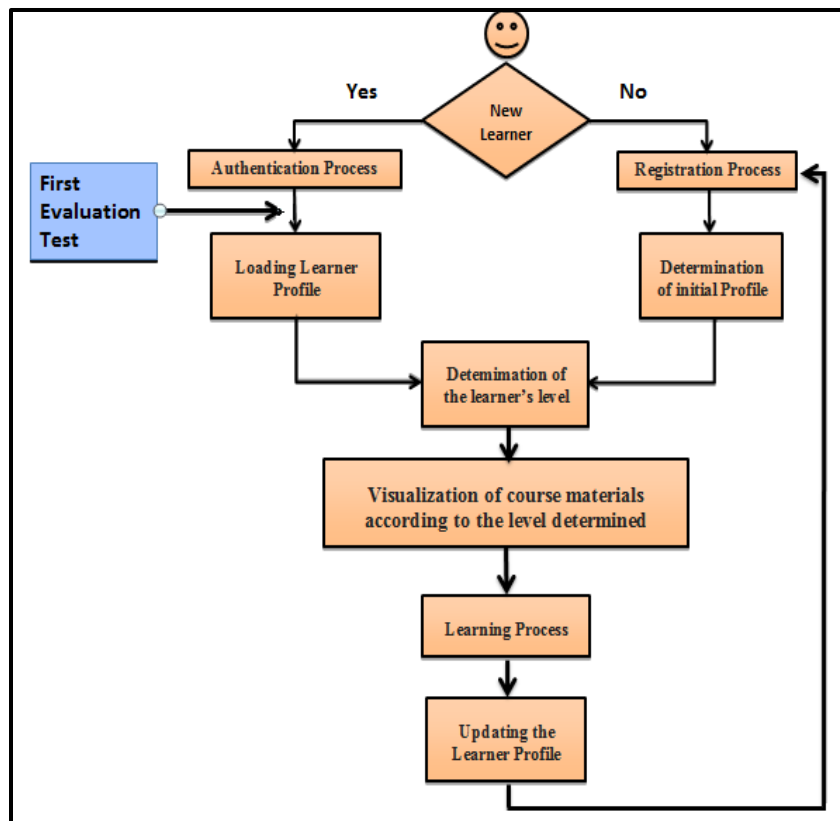 Yes
No
New
Learner
First
Evaluation
Test
Authentication Process
Registration Process
Loading Learner
Profile
Determination
of initial Profile
Detemimation of
the learner's level
Visualization of course materials
according to the level determined
Learning Process
Updating the
Learner Profile